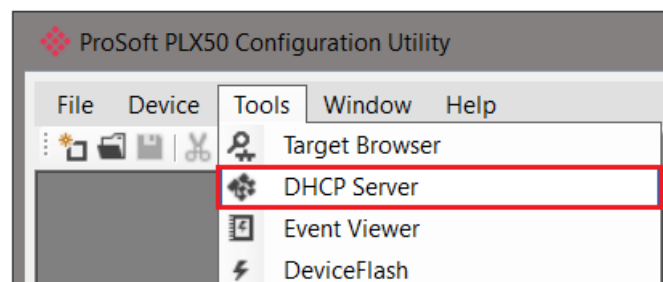 ProSoft PLX50 Configuration Utility
File Device Tools Window Help
Target Browser
DHCP Server
Event Viewer
DeviceFlash